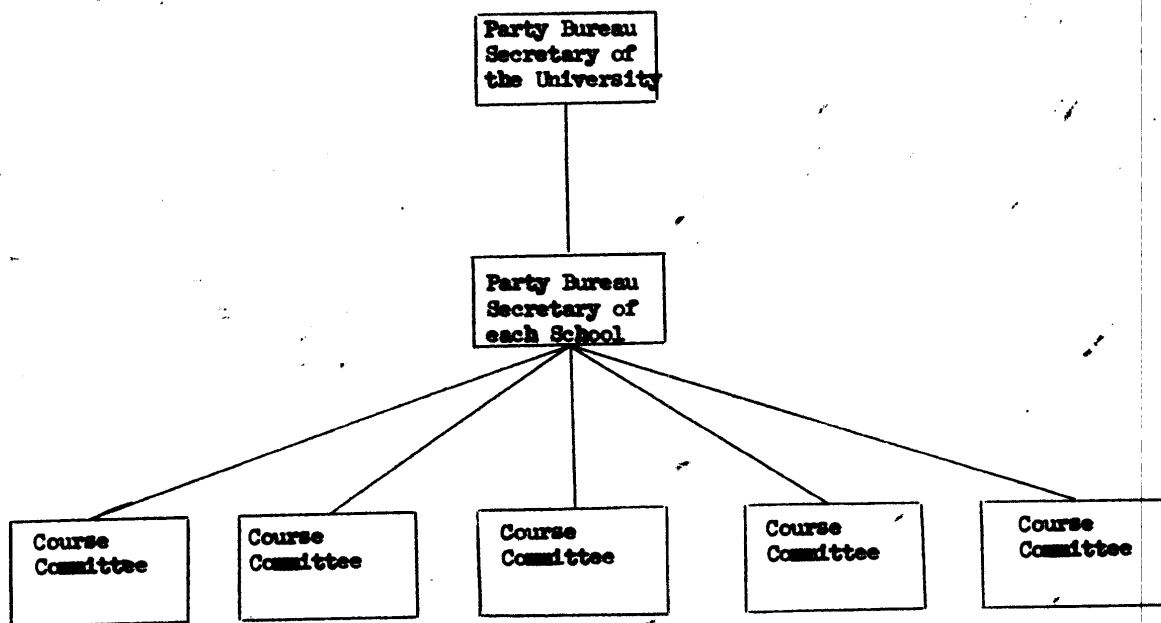 Party Bureau
Secretary of
the University
Party Bureau
Secretary of
each School
Course
Committee
Course
Committee
Course
Committee
Course
Committee
Course
Committee